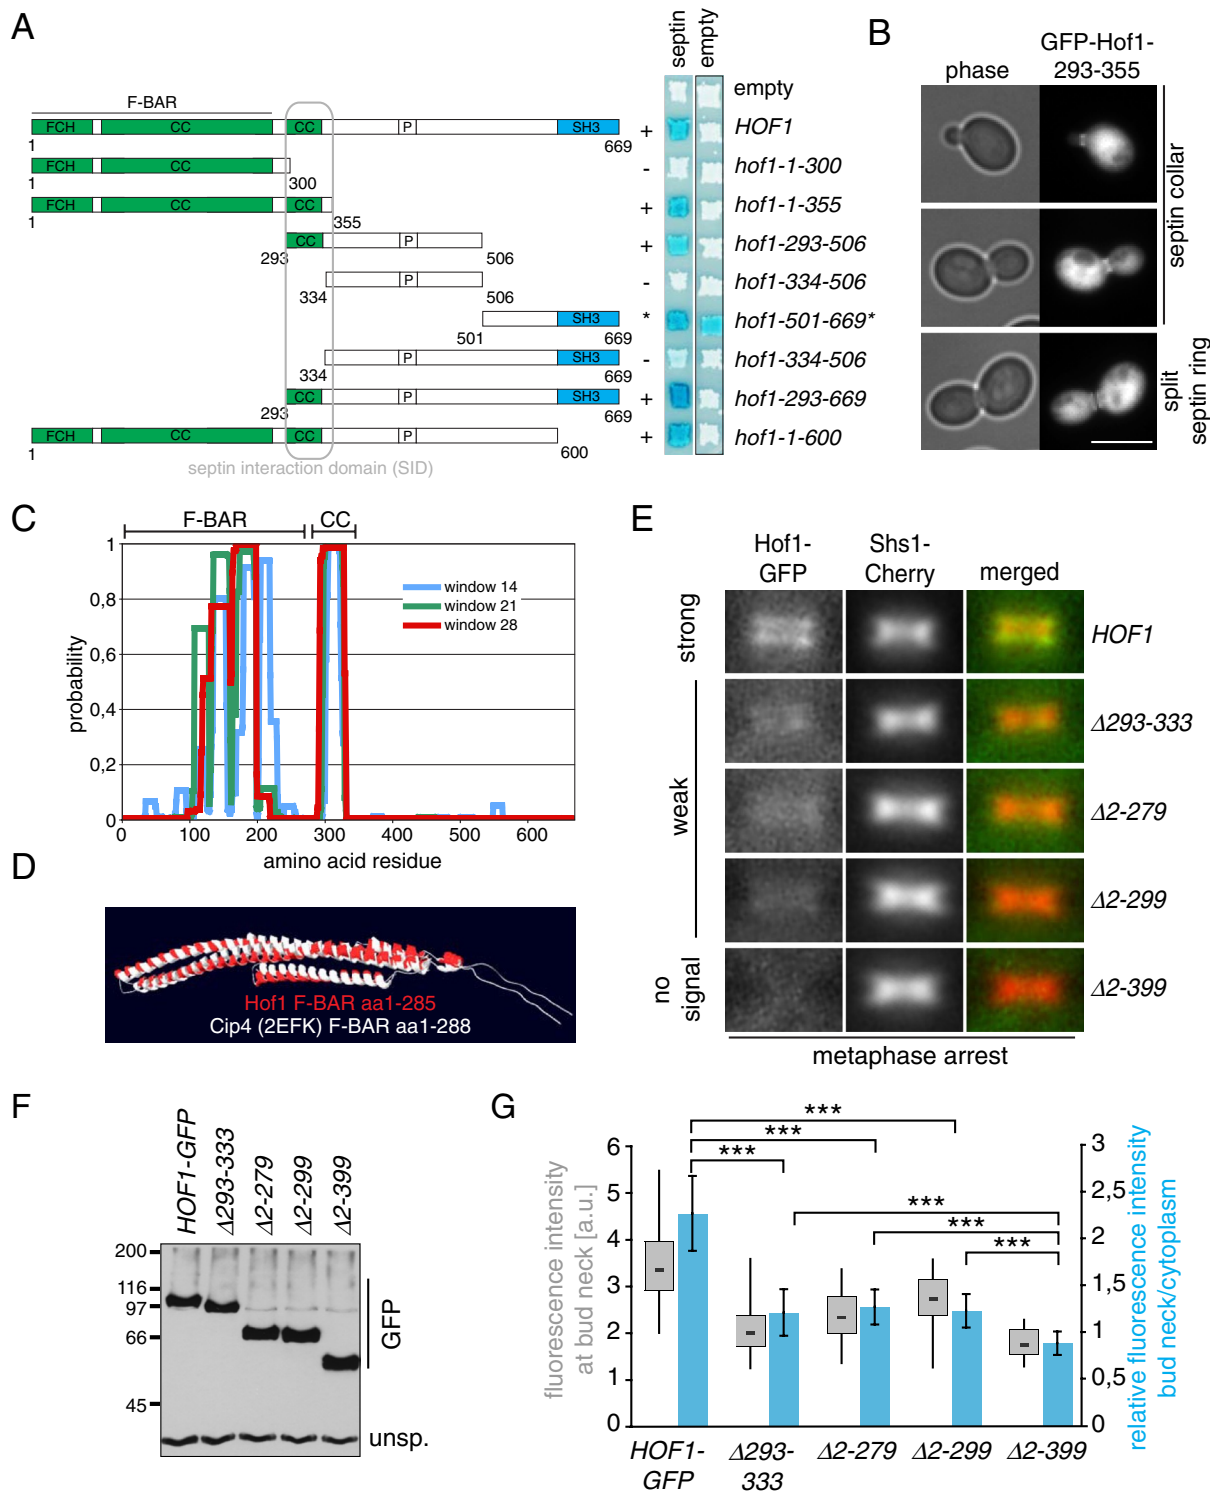 A
septin
empty
F-BAR
FCH CC CC P SH3
1 669
+
empty
HOF1
FCH CC
1 300
-
hof1-1-300
FCH CC CC
1 355
+
hof1-1-355
CC P
293 506
+
hof1-293-506
P
334 506
-
hof1-334-506
SH3
501 669
*
hof1-501-669*
P SH3
334 669
-
hof1-334-506
CC P SH3
293 669
+
hof1-293-669
FCH CC CC P
1 600
+
hof1-1-600
septin interaction domain (SID)
B
phase
GFP-Hof1-
293-355
septin collar
split
septin ring
C
F-BAR CC
probability
1
0,8
0,6
0,4
0,2
0
window 14
window 21
window 28
0 100 200 300 400 500 600
amino acid residue
D
Hof1 F-BAR aa1-285
Cip4 (2EFK) F-BAR aa1-288
E
Hof1-
GFP
Shs1-
Cherry
merged
strong
HOF1
weak
Δ293-333
Δ2-279
Δ2-299
no
signal
Δ2-399
metaphase arrest
F
HOF1-GFP
Δ293-333
Δ2-279
Δ2-299
Δ2-399
200
116
97
66
45
GFP
unsp.
G
fluorescence intensity
at bud neck [a.u.]
6
5
4
3
2
1
0
***
***
***
***
***
***
3
2,5
2
1,5
1
0,5
0
relative fluorescence intensity
bud neck/cytoplasm
HOF1-
GFP
Δ293-
333
Δ2-279
Δ2-299
Δ2-399